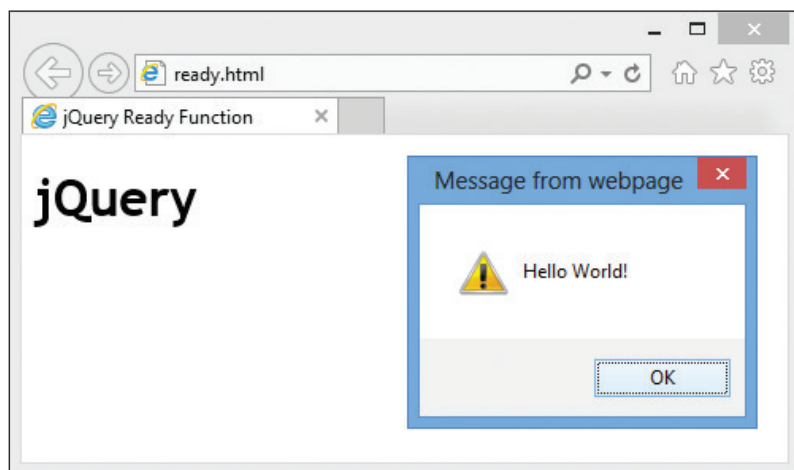 ready.html
jQuery Ready Function
jQuery
Message from webpage
Hello World!
OK